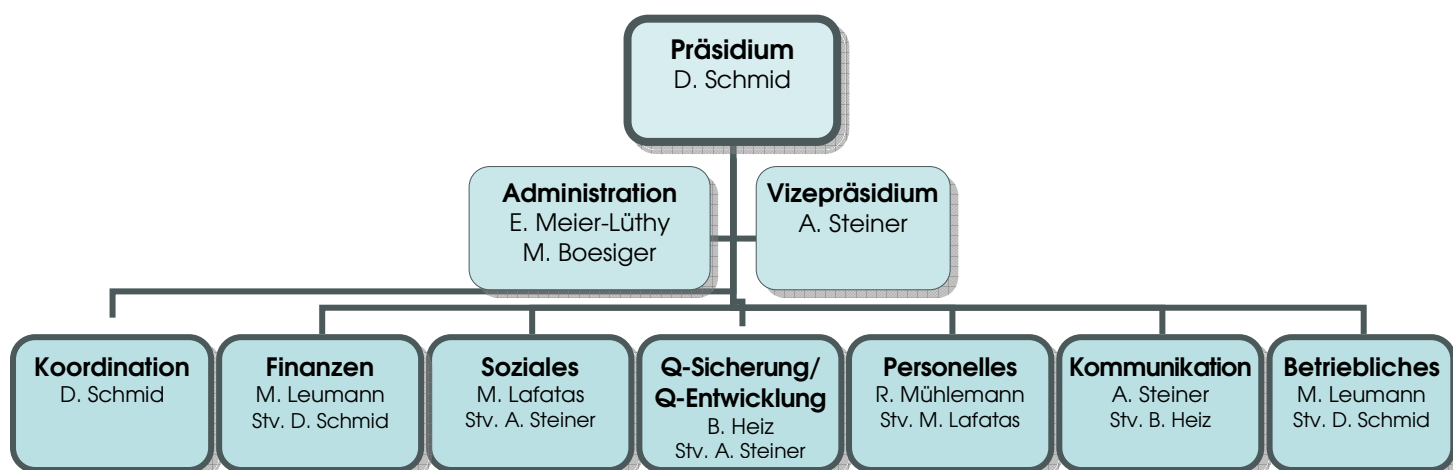 Präsidium
D. Schmid
Administration
E. Meier-Lüthy
M. Boesiger
Vizepräsidium
A. Steiner
Koordination
D. Schmid
Finanzen
M. Leumann
Stv. D. Schmid
Soziales
M. Lafatas
Stv. A. Steiner
Q-Sicherung/
Q-Entwicklung
B. Heiz
Stv. A. Steiner
Personelles
R. Mühlemann
Stv. M. Lafatas
Kommunikation
A. Steiner
Stv. B. Heiz
Betriebliches
M. Leumann
Stv. D. Schmid